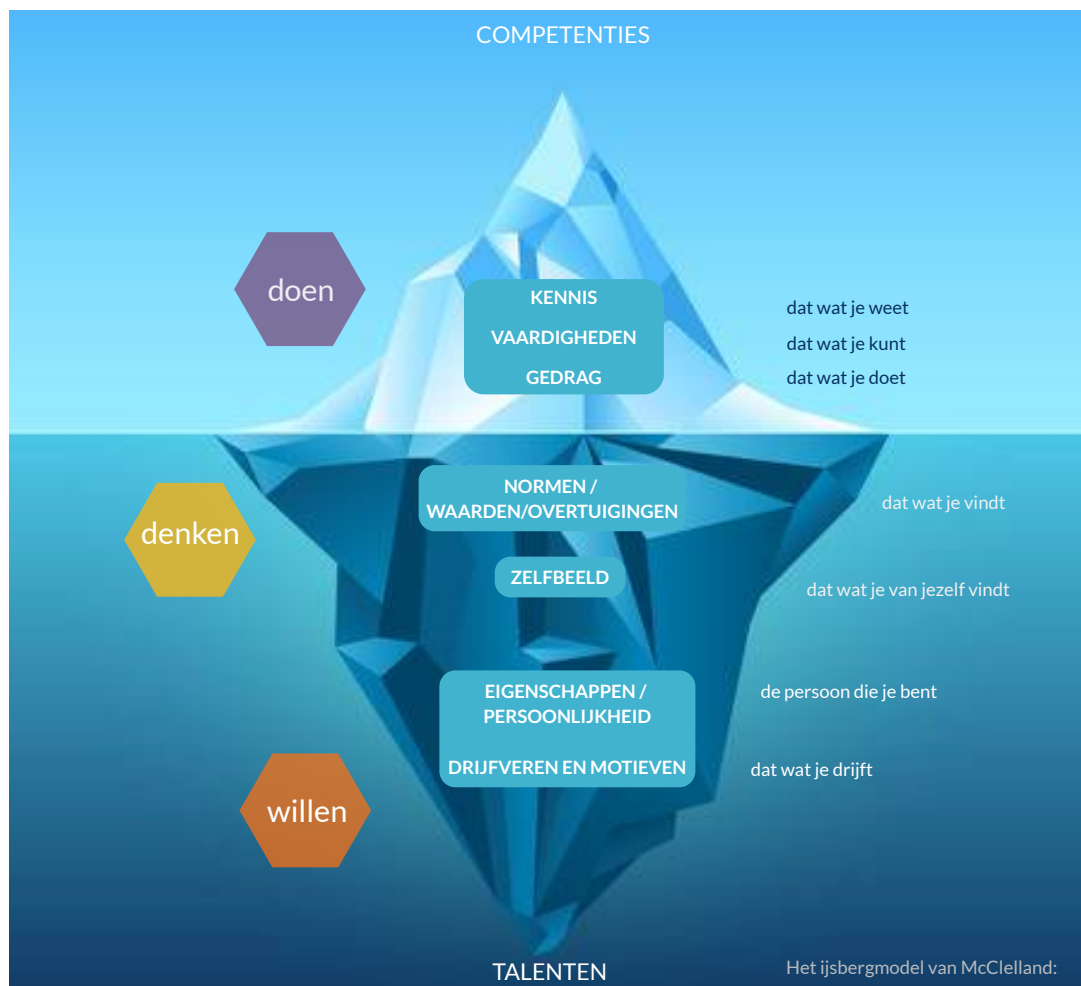 COMPETENTIES
doen
KENNIS
dat wat je weet
VAARDIGHEDEN
dat wat je kunt
GEDRAG
dat wat je doet
NORMEN /
WAARDEN/OVERTUIGINGEN
dat wat je vindt
denken
ZELFBEELD
dat wat je van jezelf vindt
EIGENSCHAPPEN /
PERSOONLIJKHEID
de persoon die je bent
DRIJFVEREN EN MOTIEVEN
dat wat je drijft
willen
TALENTEN
Het ijsbergmodel van McClelland: